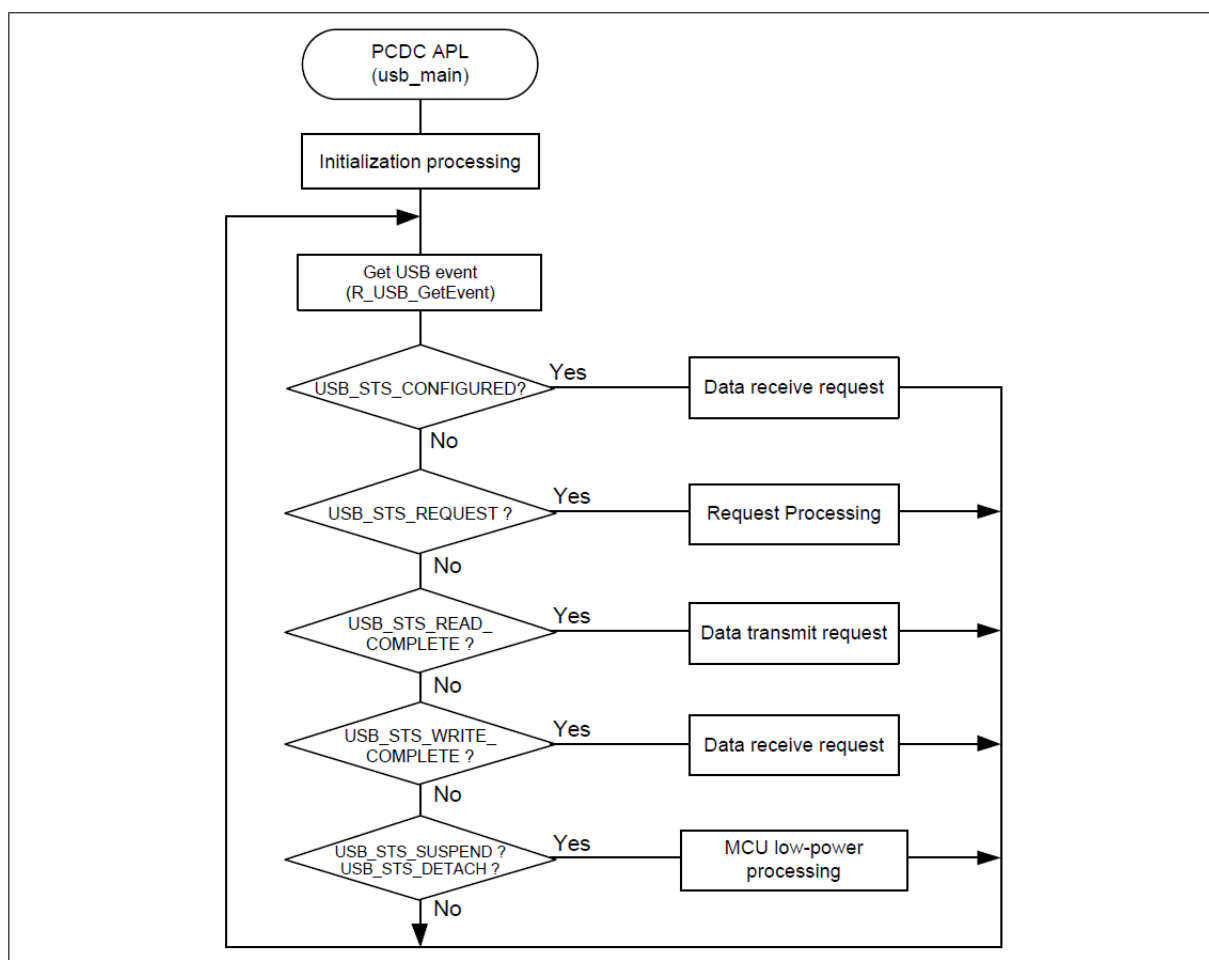 PCDC APL
(usb_main)
Initialization processing
Get USB event
(R_USB_GetEvent)
USB_STS_CONFIGURED?
Yes
Data receive request
No
USB_STS_REQUEST ?
Yes
Request Processing
No
USB_STS_READ_
COMPLETE ?
Yes
Data transmit request
No
USB_STS_WRITE_
COMPLETE ?
Yes
Data receive request
No
USB_STS_SUSPEND ?
USB_STS_DETACH ?
Yes
MCU low-power
processing
No